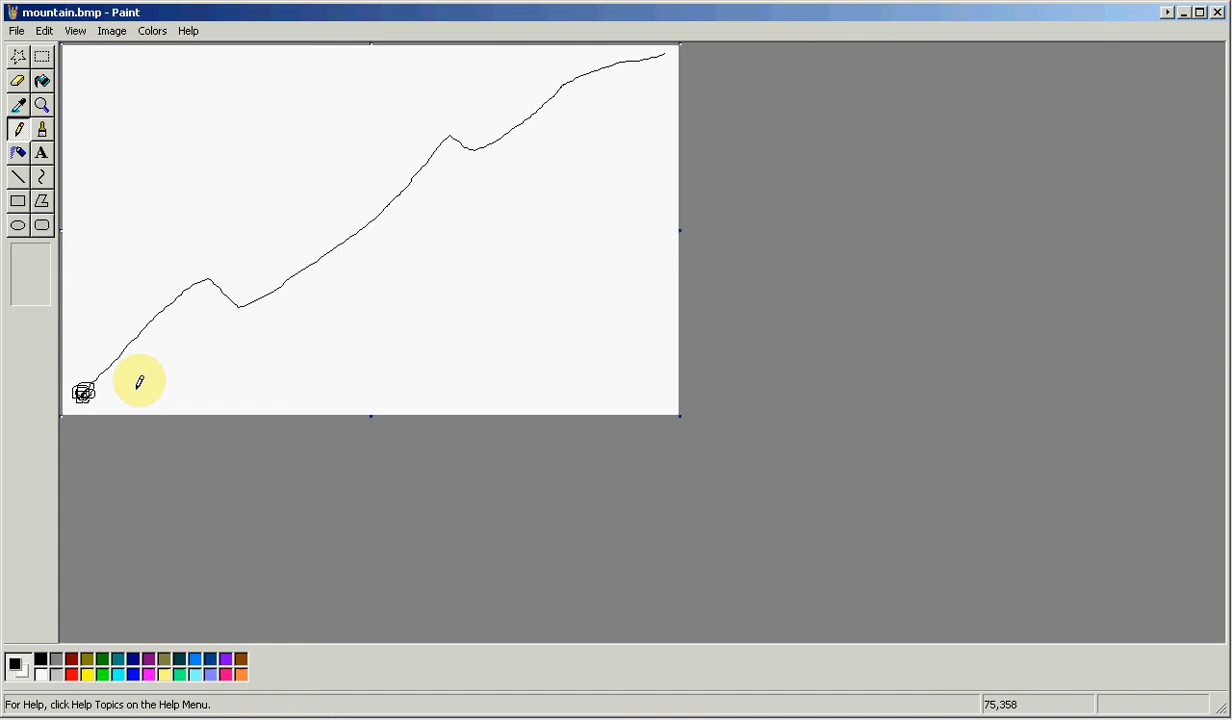 mountain.bmp - Paint
File Edit View Image Colors Help
A
For Help, click Help Topics on the Help Menu.
75,358